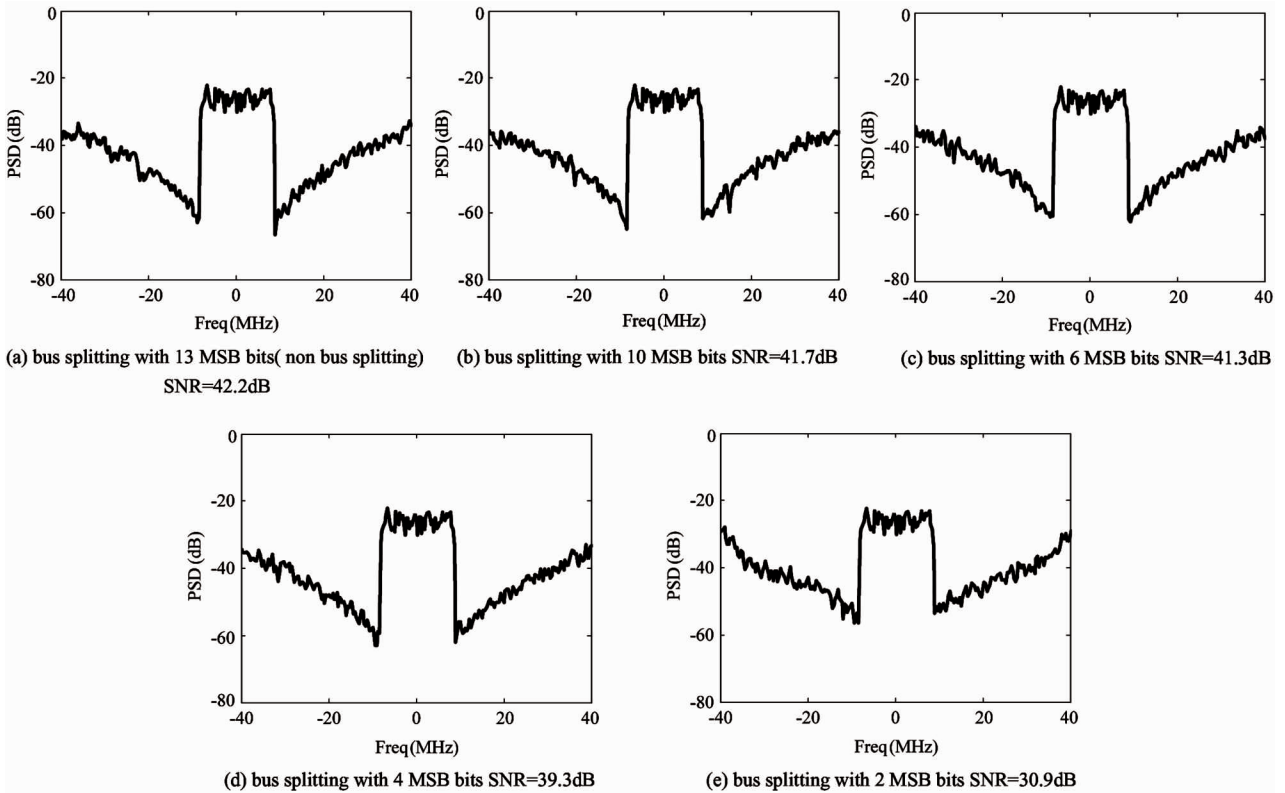 0
-20
-40
-60
-80
PSD (dB)
-40 -20 0 20 40
Freq(MHz)
(a) bus splitting with 13 MSB bits( non bus splitting)
SNR=42.2dB
0
-20
-40
-60
-80
PSD (dB)
-40 -20 0 20 40
Freq(MHz)
(b) bus splitting with 10 MSB bits SNR=41.7dB
0
-20
-40
-60
-80
PSD (dB)
-40 -20 0 20 40
Freq(MHz)
(c) bus splitting with 6 MSB bits SNR=41.3dB
0
-20
-40
-60
-80
PSD (dB)
-40 -20 0 20 40
Freq(MHz)
(d) bus splitting with 4 MSB bits SNR=39.3dB
0
-20
-40
-60
-80
PSD (dB)
-40 -20 0 20 40
Freq(MHz)
(e) bus splitting with 2 MSB bits SNR=30.9dB